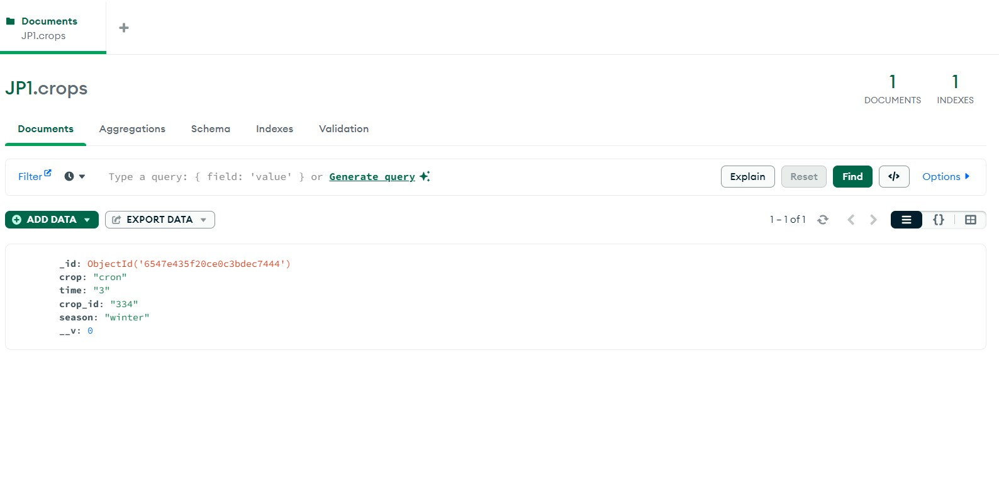 Documents
JP1.crops
JP1.crops
1
DOCUMENTS
1
INDEXES
Documents Aggregations Schema Indexes Validation
Filter Type a query: { field: 'value' } or Generate query Explain Reset Find </> Options
ADD DATA EXPORT DATA 1 – 1 of 1 {}
_id: ObjectId('6547e435f20ce0c3bdec7444')
crop: "cron"
time: "3"
crop_id: "334"
season: "winter"
__v: 0